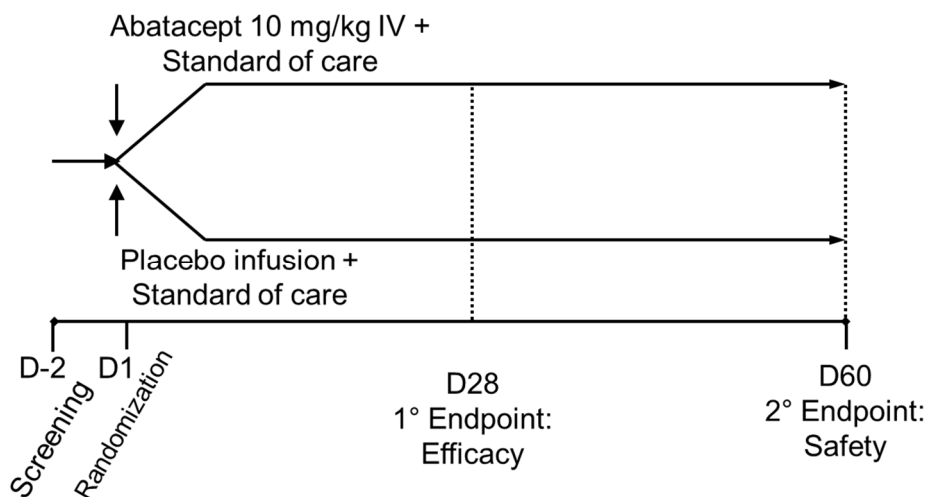 Abatacept 10 mg/kg IV +
Standard of care
Placebo infusion +
Standard of care
D-2
D1
Screening
Randomization
D28
1° Endpoint:
Efficacy
D60
2° Endpoint:
Safety